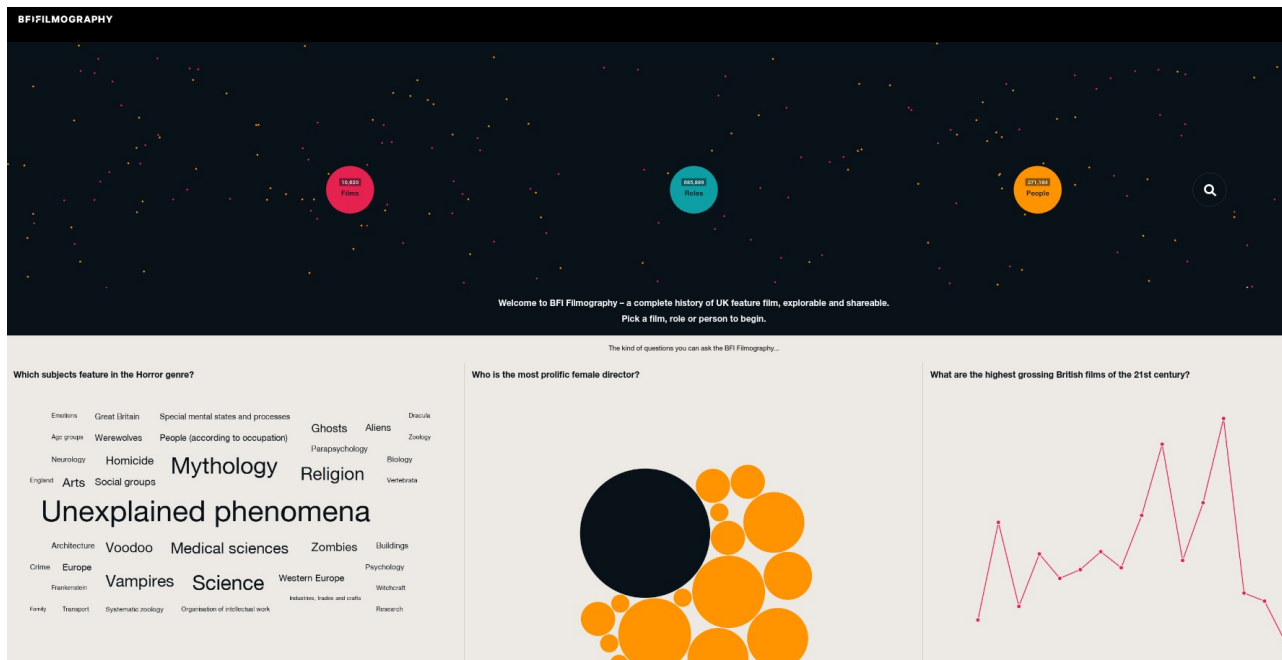 BFI FILMOGRAPHY
10,820
Films
685,889
Roles
271,184
People
Welcome to BFI Filmography – a complete history of UK feature film, explorable and shareable.
Pick a film, role or person to begin.
The kind of questions you can ask the BFI Filmography...
Which subjects feature in the Horror genre?
Emotions Great Britain Special mental states and processes Dracula
Ghosts Aliens
Age groups Werewolves People (according to occupation) Zoology
Parapsychology
Neurology Homicide Mythology Religion Biology
England Arts Social groups Vertebrata
Unexplained phenomena
Architecture Voodoo Medical sciences Zombies Buildings
Crime Europe Psychology
Frankenstein Vampires Science Western Europe Witchcraft
Industries, trades and crafts
Family Transport Systematic zoology Organisation of intellectual work Research
Who is the most prolific female director?
What are the highest grossing British films of the 21st century?